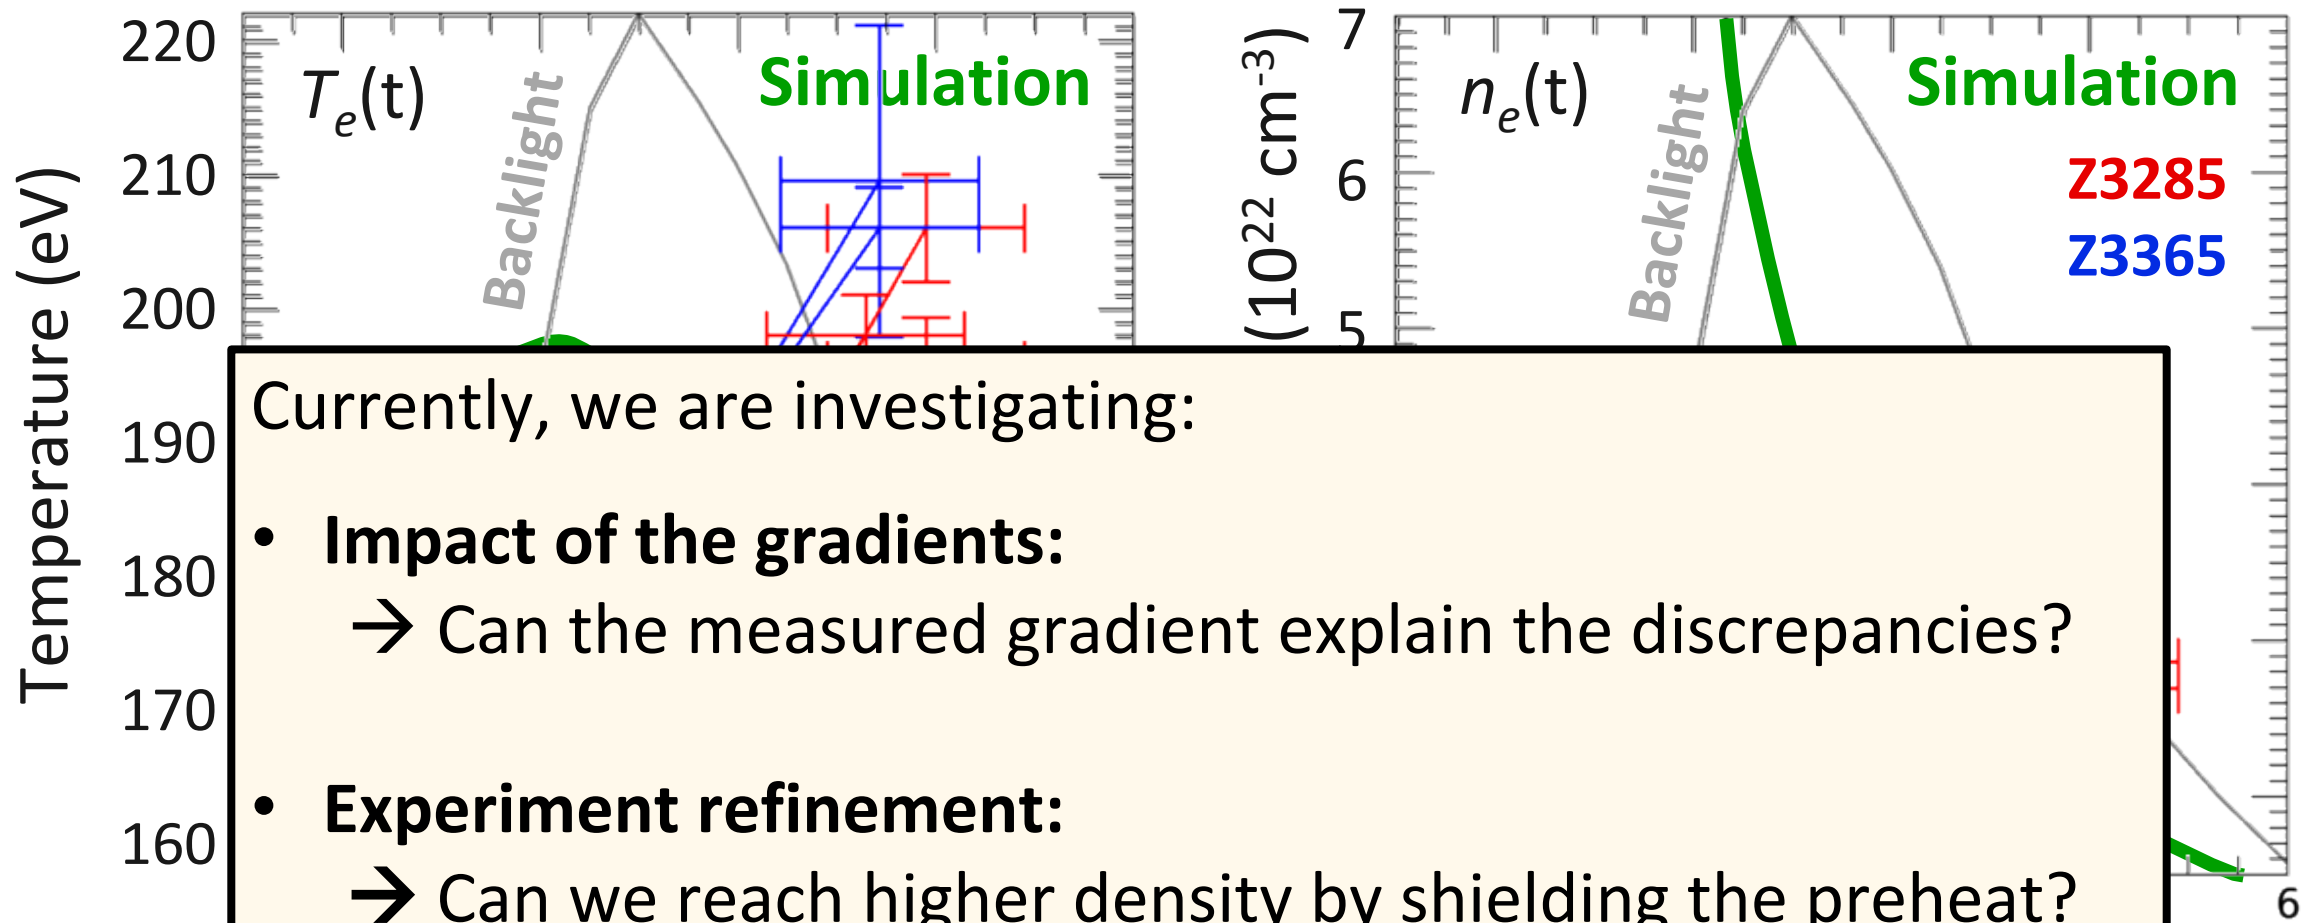 220
210
200
190
180
170
160
Temperature (eV)
Tₑ(t)
Backlight
Simulation
(10²² cm⁻³)
7
6
5
nₑ(t)
Backlight
Simulation
Z3285
Z3365
Currently, we are investigating:
• Impact of the gradients:
→ Can the measured gradient explain the discrepancies?
• Experiment refinement:
→ Can we reach higher density by shielding the preheat?
6